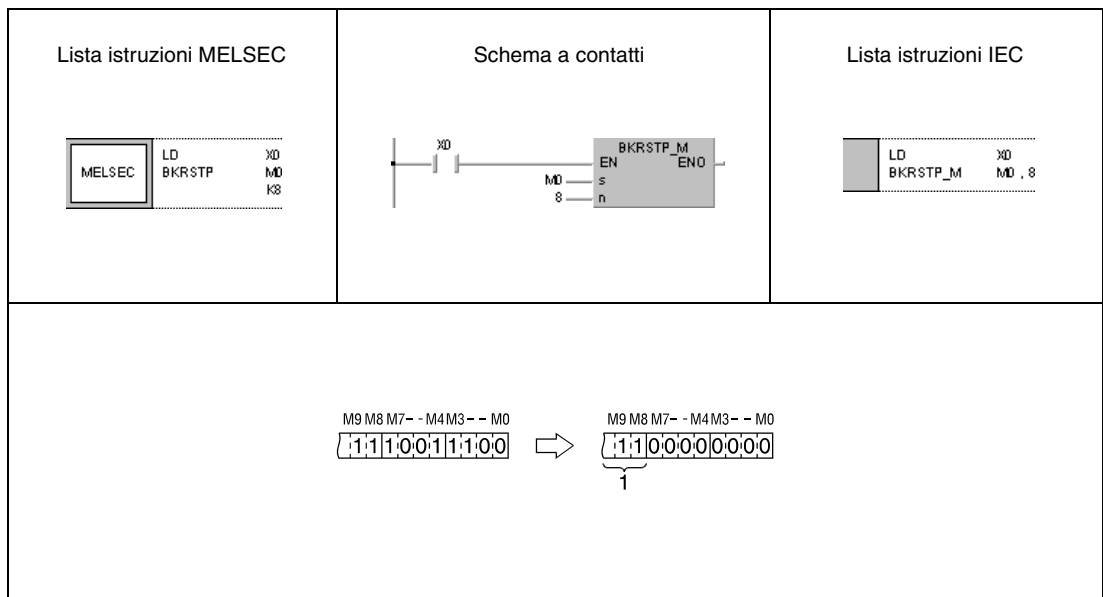 Lista istruzioni MELSEC
Schema a contatti
Lista istruzioni IEC
MELSEC
LD X0
BKRSTP M0
K8
X0
BKRSTP_M
EN ENO
M0 s
8 n
LD X0
BKRSTP_M M0 , 8
M9 M8 M7- - M4 M3 - - M0
1 1 1 0 0 1 1 1 0 0
M9 M8 M7- - M4 M3 - - M0
1 1 0 0 0 0 0 0 0 0
1